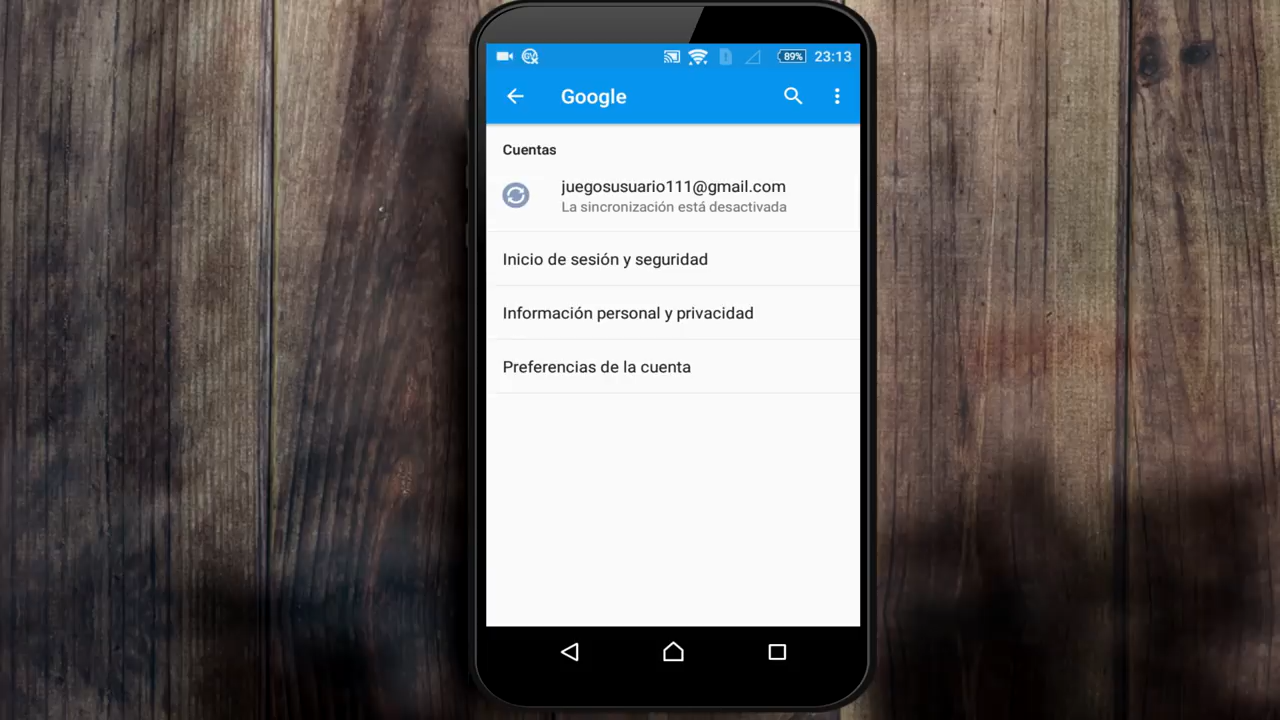 89% 23:13
Google
Cuentas
juegosusuario111@gmail.com
La sincronización está desactivada
Inicio de sesión y seguridad
Información personal y privacidad
Preferencias de la cuenta